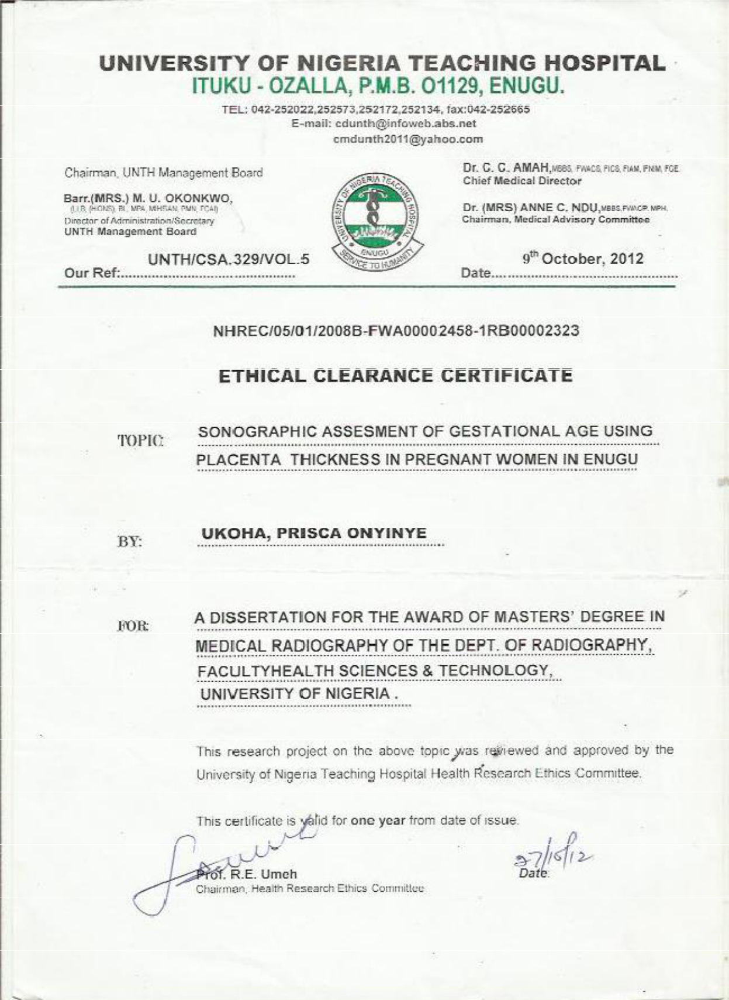 UNIVERSITY OF NIGERIA TEACHING HOSPITAL
ITUKU - OZALLA, P.M.B. O1129, ENUGU.
TEL: 042-252022,252573,252172,252134, fax:042-252665
E-mail: cdunth@infoweb.abs.net
cmdunth2011@yahoo.com
Chairman, UNTH Management Board
Barr.(MRS.) M. U. OKONKWO,
(LLB (HONS), BL, MPA, MIHSAN, PMN, FCAI)
Director of Administration/Secretary
UNTH Management Board
UNIVERSITY OF NIGERIA TEACHING HOSPITAL
ENUGU
SERVICE TO HUMANITY
Dr. C. C. AMAH,MBBS, FWACS, FICS, FIAM, FNIM, FCE
Chief Medical Director
Dr. (MRS) ANNE C. NDU,MBBS,FWACP, MPH.
Chairman, Medical Advisory Committee
UNTH/CSA.329/VOL.5
Our Ref:
9th October, 2012
Date
NHREC/05/01/2008B-FWA00002458-1RB00002323
ETHICAL CLEARANCE CERTIFICATE
TOPIC: SONOGRAPHIC ASSESMENT OF GESTATIONAL AGE USING
PLACENTA THICKNESS IN PREGNANT WOMEN IN ENUGU
BY: UKOHA, PRISCA ONYINYE
FOR: A DISSERTATION FOR THE AWARD OF MASTERS' DEGREE IN
MEDICAL RADIOGRAPHY OF THE DEPT. OF RADIOGRAPHY,
FACULTYHEALTH SCIENCES & TECHNOLOGY,
UNIVERSITY OF NIGERIA .
This research project on the above topic was reviewed and approved by the
University of Nigeria Teaching Hospital Health Research Ethics Committee.
This certificate is valid for one year from date of issue.
27/10/12
Prof. R.E. Umeh
Date:
Chairman, Health Research Ethics Committee